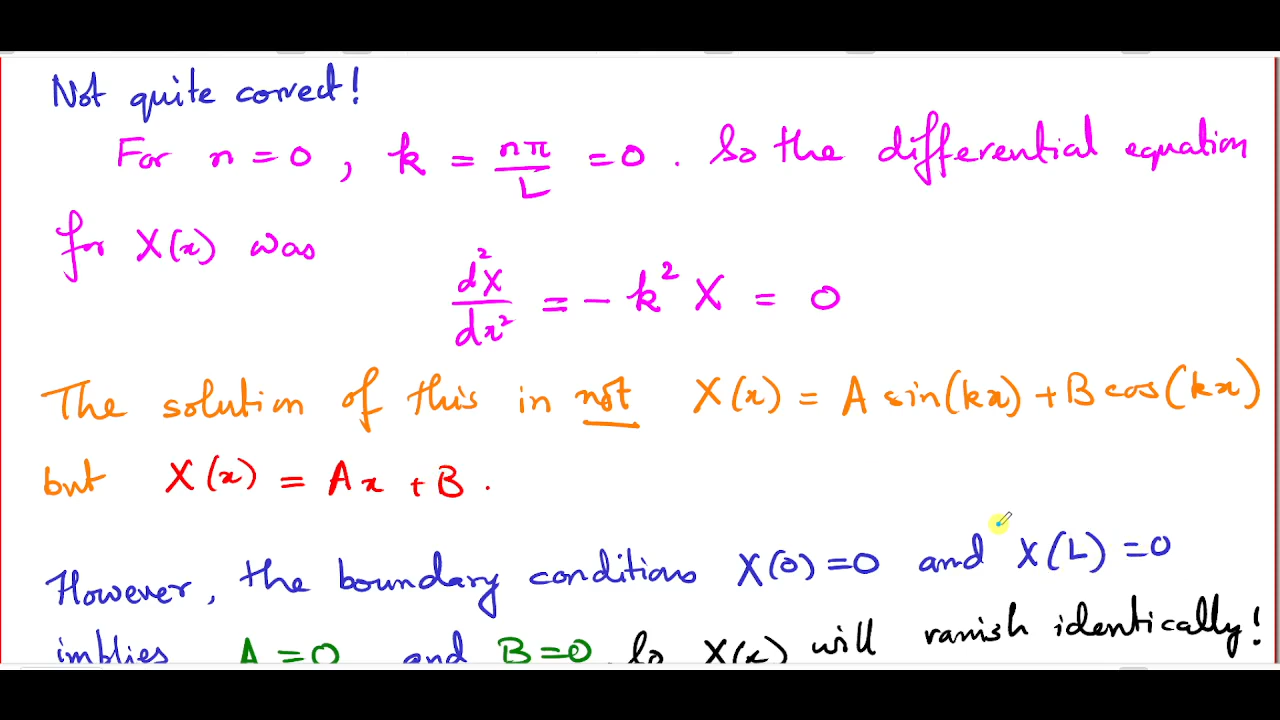 Not quite correct!
For n = 0, k = nπ/L = 0. So the differential equation
for X(x) was
d²X/dx² = - k² X = 0
The solution of this in not X(x) = A sin(kx) + B cos(kx)
but X(x) = Ax + B.
However, the boundary conditions X(0) = 0 and X(L) = 0
implies A = 0 and B = 0. So X(x) will vanish identically!